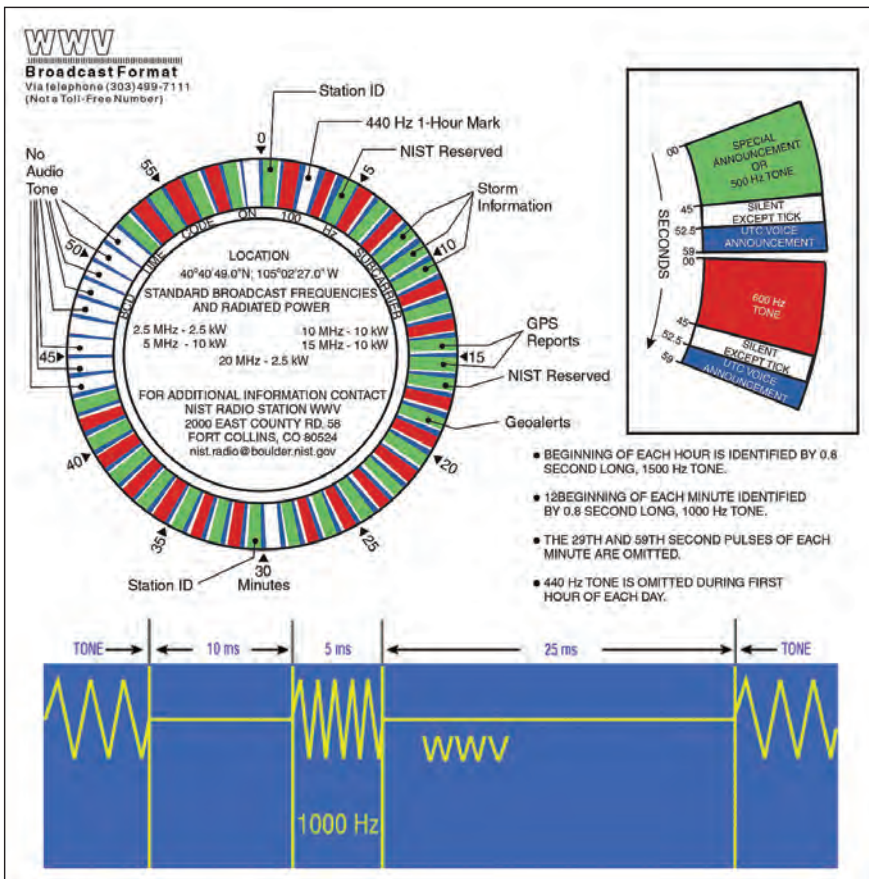 WWV
Broadcast Format
Via telephone (303) 499-7111
(Not a Toll-Free Number)
Station ID
440 Hz 1-Hour Mark
NIST Reserved
No
Audio
Tone
Storm
Information
GPS
Reports
NIST Reserved
Geoalerts
Station ID
Minutes
0
5
10
15
20
25
30
35
40
45
50
55
BCD TIME CODE ON 100 Hz SUBCARRIER
LOCATION
40°40'49.0"N; 105°02'27.0" W
STANDARD BROADCAST FREQUENCIES
AND RADIATED POWER
2.5 MHz - 2.5 kW 10 MHz - 10 kW
5 MHz - 10 kW 15 MHz - 10 kW
20 MHz - 2.5 kW
FOR ADDITIONAL INFORMATION CONTACT
NIST RADIO STATION WWV
2000 EAST COUNTY RD. 58
FORT COLLINS, CO 80524
nist.radio@boulder.nist.gov
SECONDS
00
SPECIAL
ANNOUNCEMENT
OR
500 Hz TONE
45
SILENT
EXCEPT TICK
52.5
UTC VOICE
ANNOUNCEMENT
59
00
600 Hz
TONE
45
SILENT
EXCEPT TICK
52.5
UTC VOICE
ANNOUNCEMENT
59
• BEGINNING OF EACH HOUR IS IDENTIFIED BY 0.8
SECOND LONG, 1500 Hz TONE.
• 12BEGINNING OF EACH MINUTE IDENTIFIED
BY 0.8 SECOND LONG, 1000 Hz TONE.
• THE 29TH AND 59TH SECOND PULSES OF EACH
MINUTE ARE OMITTED.
• 440 Hz TONE IS OMITTED DURING FIRST
HOUR OF EACH DAY.
TONE 10 ms 5 ms 25 ms TONE
WWV
1000 Hz